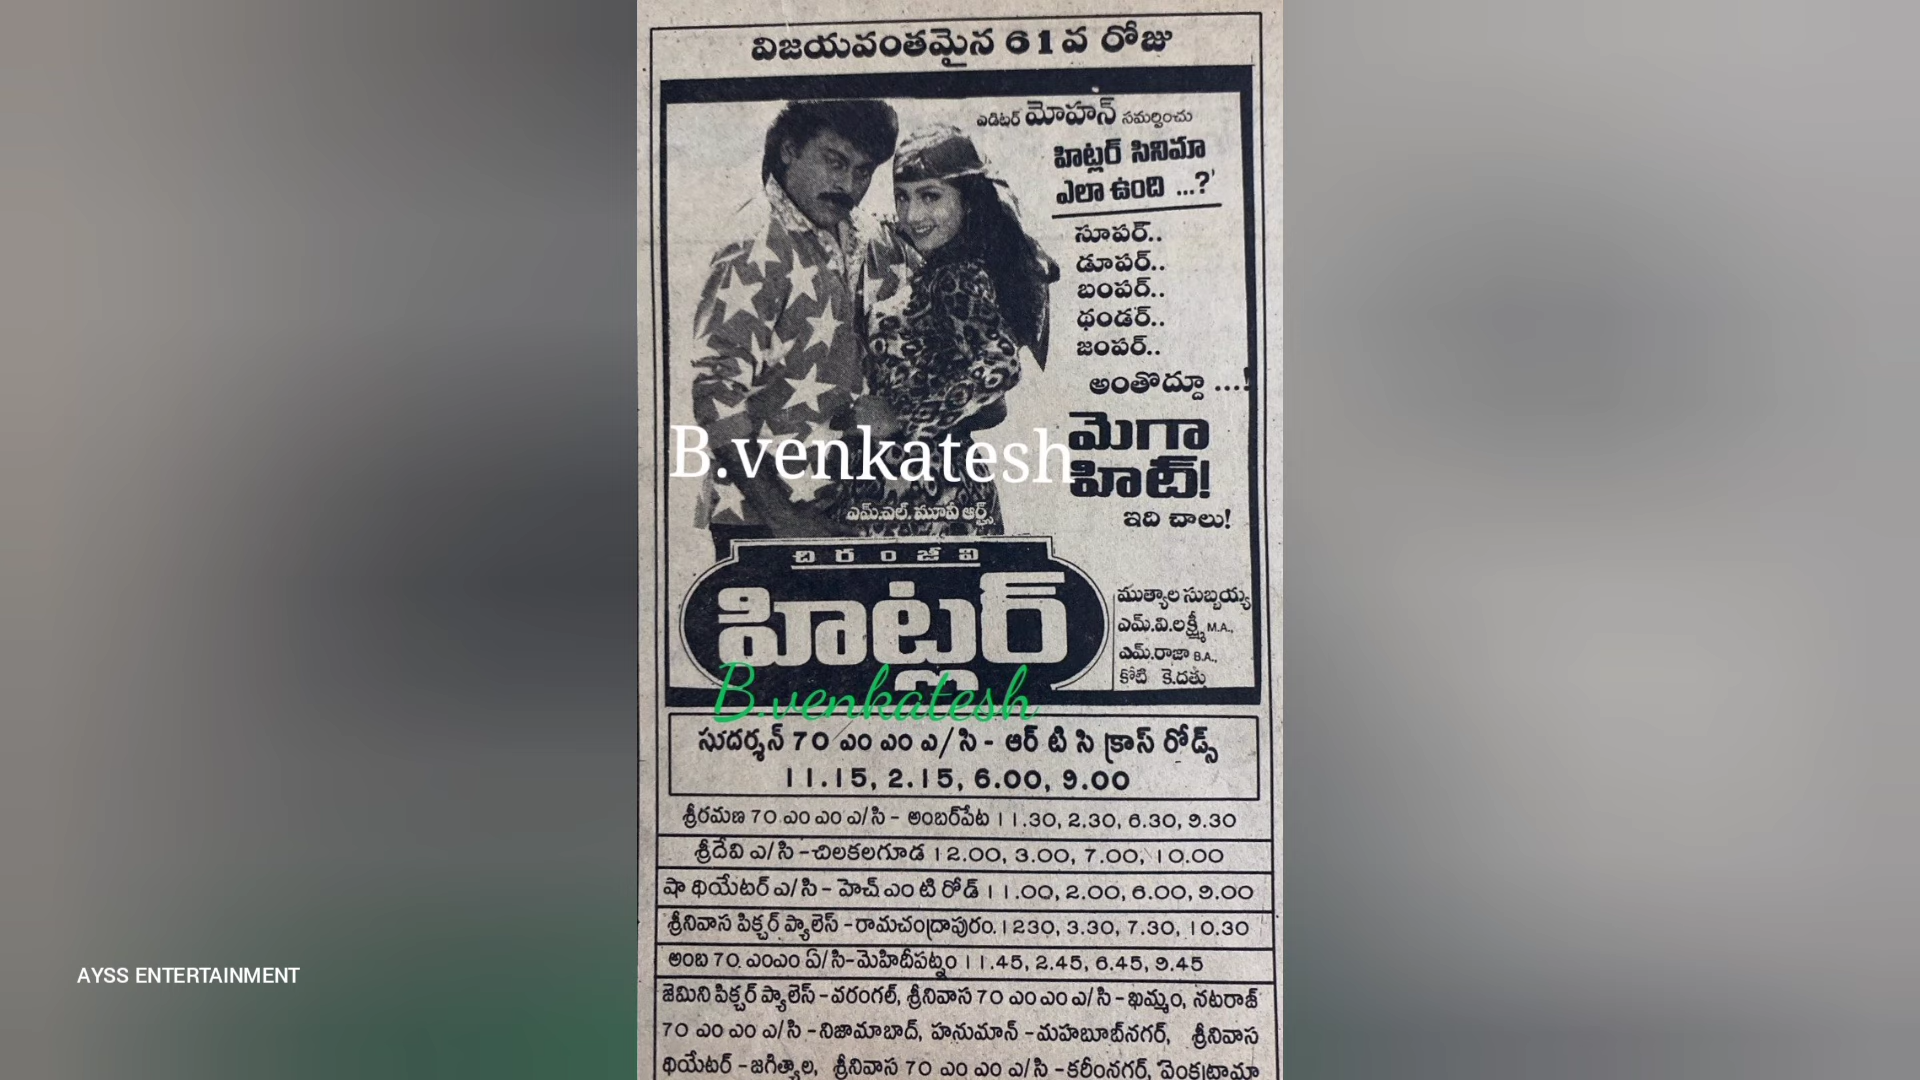 విజయవంతమైన 61వ రోజు
ఎడిటర్ మోహన్ సమర్పించు
హిట్లర్ సినిమా
ఎలా ఉంది ...?
సూపర్..
డూపర్..
బంపర్..
థండర్..
జంపర్..
అంతొద్దూ ...!
మెగా
హిట్!
ఇది చాలు!
B.venkatesh
ఎమ్.ఎల్. మూవీ ఆర్ట్స్
చిరంజీవి
హిట్లర్
ముత్యాల సుబ్బయ్య
ఎమ్.వి.లక్ష్మి M.A.,
ఎమ్.రాజా B.A.,
కోటి కె.దత్తు
B.venkatesh
సుదర్శన్ 70 ఎం ఎం ఎ/సి - ఆర్ టి సి క్రాస్ రోడ్స్
11.15, 2.15, 6.00, 9.00
శ్రీరమణ 70 ఎం ఎం ఎ/సి - అంబర్‌పేట 11.30, 2.30, 6.30, 9.30
శ్రీదేవి ఎ/సి -చిలకలగూడ 12.00, 3.00, 7.00, 10.00
షా థియేటర్ ఎ/సి - హెచ్ ఎం టి రోడ్ 11.00, 2.00, 6.00, 9.00
శ్రీనివాస పిక్చర్ ప్యాలెస్ -రామచంద్రాపురం. 1230, 3.30, 7.30, 10.30
అంబ 70. ఎంఎం ఏ/సి-మెహిదీపట్నం 11.45, 2.45, 6.45, 9.45
జెమిని పిక్చర్ ప్యాలెస్ -వరంగల్, శ్రీనివాస 70 ఎం ఎం ఎ/సి - ఖమ్మం, నటరాజ్
70 ఎం ఎం ఎ/సి -నిజామాబాద్, హనుమాన్ -మహబూబ్‌నగర్, శ్రీనివాస
థియేటర్ -జగిత్యాల, శ్రీనివాస 70 ఎం ఎం ఎ/సి -కరీంనగర్, వెంకట్రామా
AYSS ENTERTAINMENT